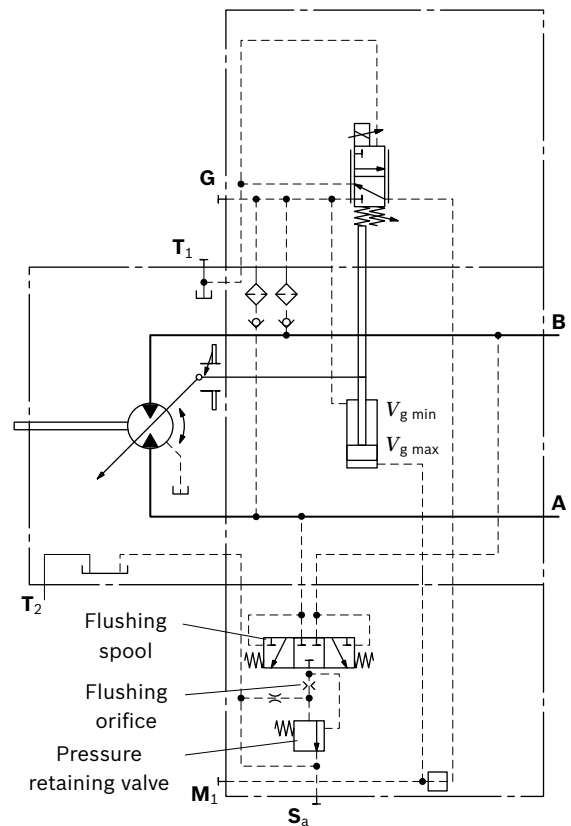 G
T1
B
Vg min
Vg max
A
T2
Flushing
spool
Flushing
orifice
Pressure
retaining valve
M1
Sa